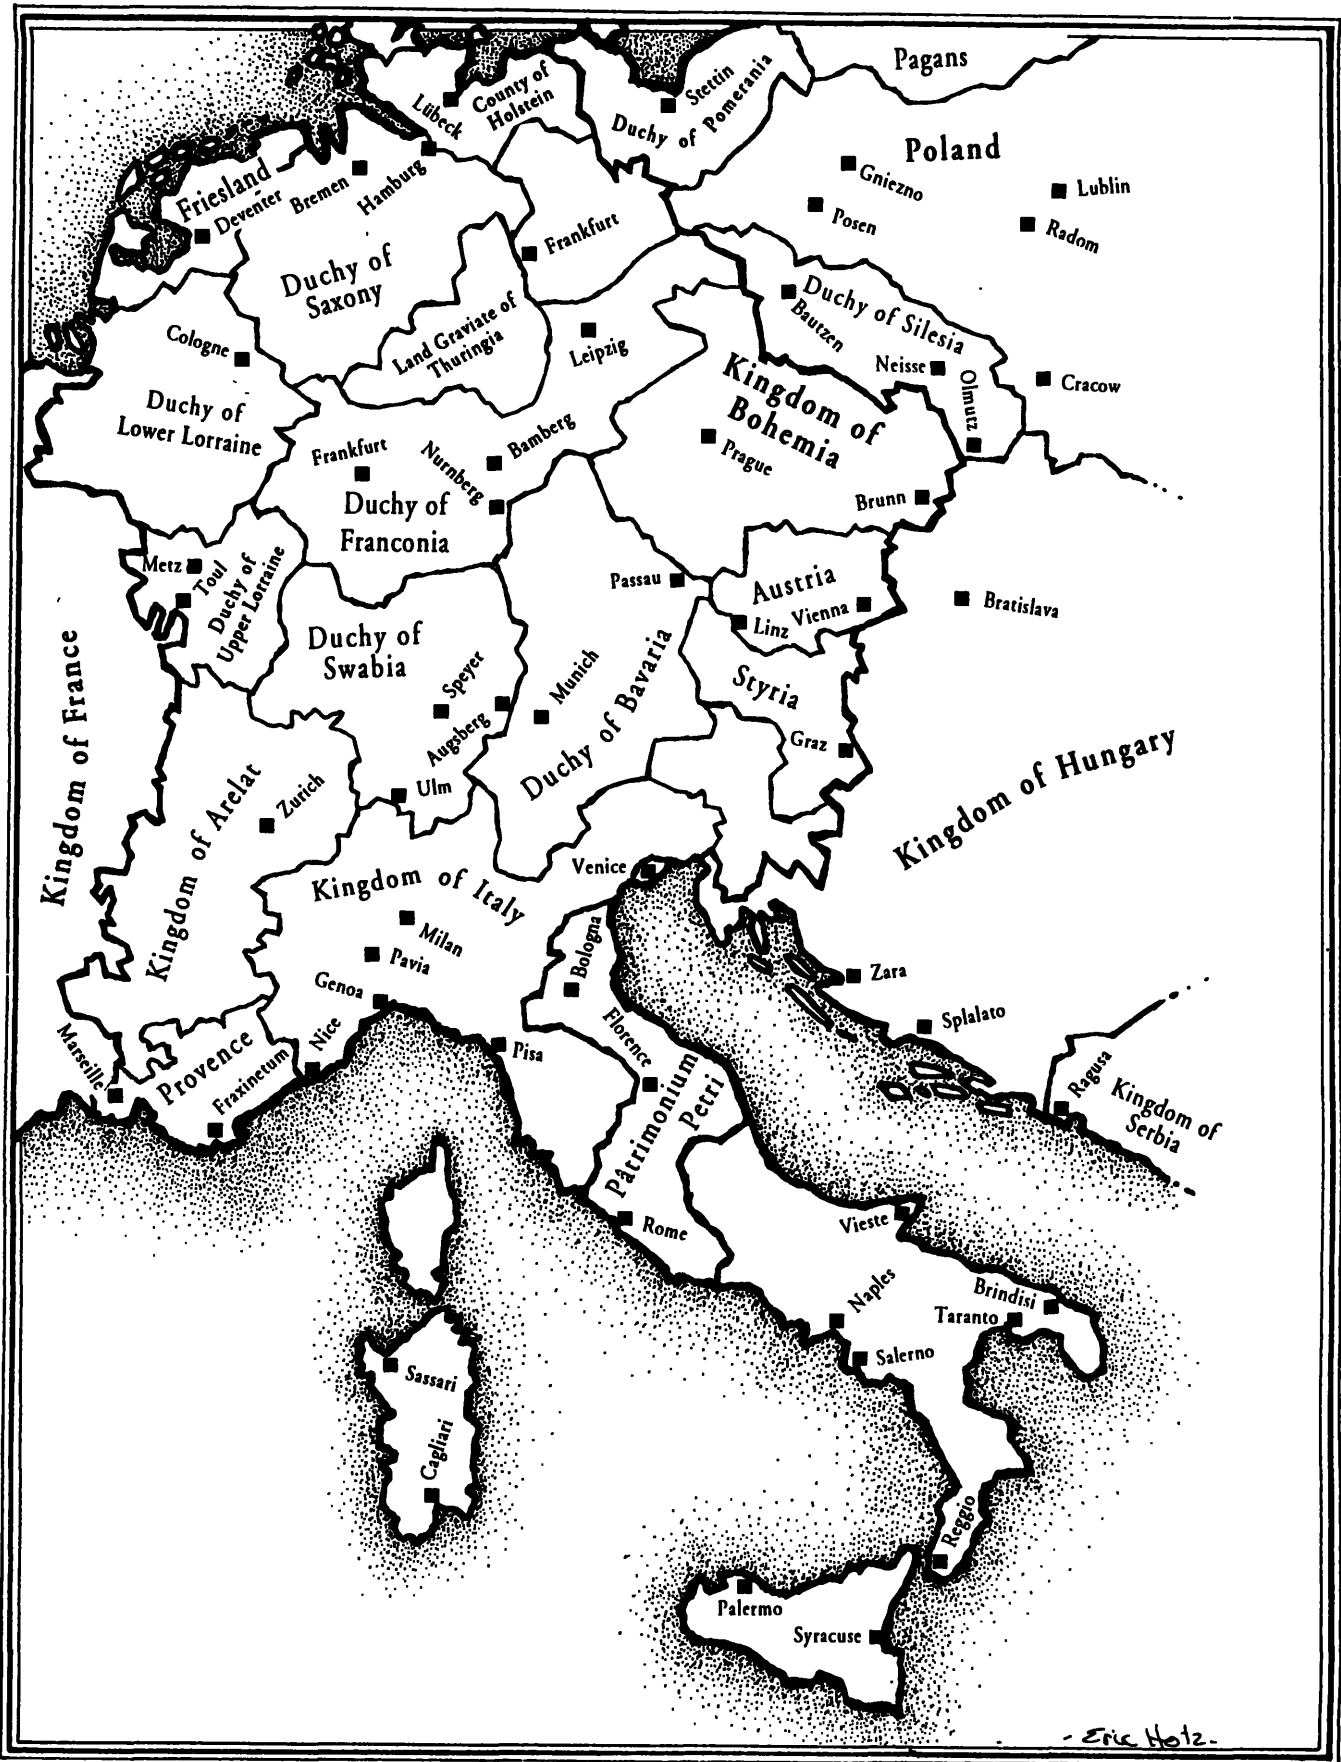 Pagans
Poland
Gniezno
Posen
Lublin
Radom
Stettin
Duchy of
Pomerania
County of
Holstein
Lübeck
Hamburg
Bremen
Friesland
Deventer
Frankfurt
Duchy of
Saxony
Land Graviate of
Thuringia
Leipzig
Duchy of Silesia
Bautzen
Neisse
Olmutz
Cracow
Cologne
Duchy of
Lower Lorraine
Kingdom of
Bohemia
Prague
Brunn
Frankfurt
Nurnberg
Bamberg
Duchy of
Franconia
Metz
Toul
Duchy of
Upper Lorraine
Passau
Austria
Vienna
Linz
Bratislava
Duchy of
Swabia
Speyer
Augsberg
Ulm
Munich
Duchy of Bavaria
Styria
Graz
Kingdom of Hungary
Kingdom of France
Kingdom of Arelat
Zurich
Venice
Kingdom of Italy
Milan
Pavia
Genoa
Bologna
Zara
Splalato
Ragusa
Kingdom of
Serbia
Marseille
Provence
Fraxinetum
Nice
Pisa
Florence
Patrimonium
Petri
Rome
Vieste
Naples
Brindisi
Taranto
Salerno
Sassari
Cagliari
Reggio
Palermo
Syracuse
- Eric Hotz -